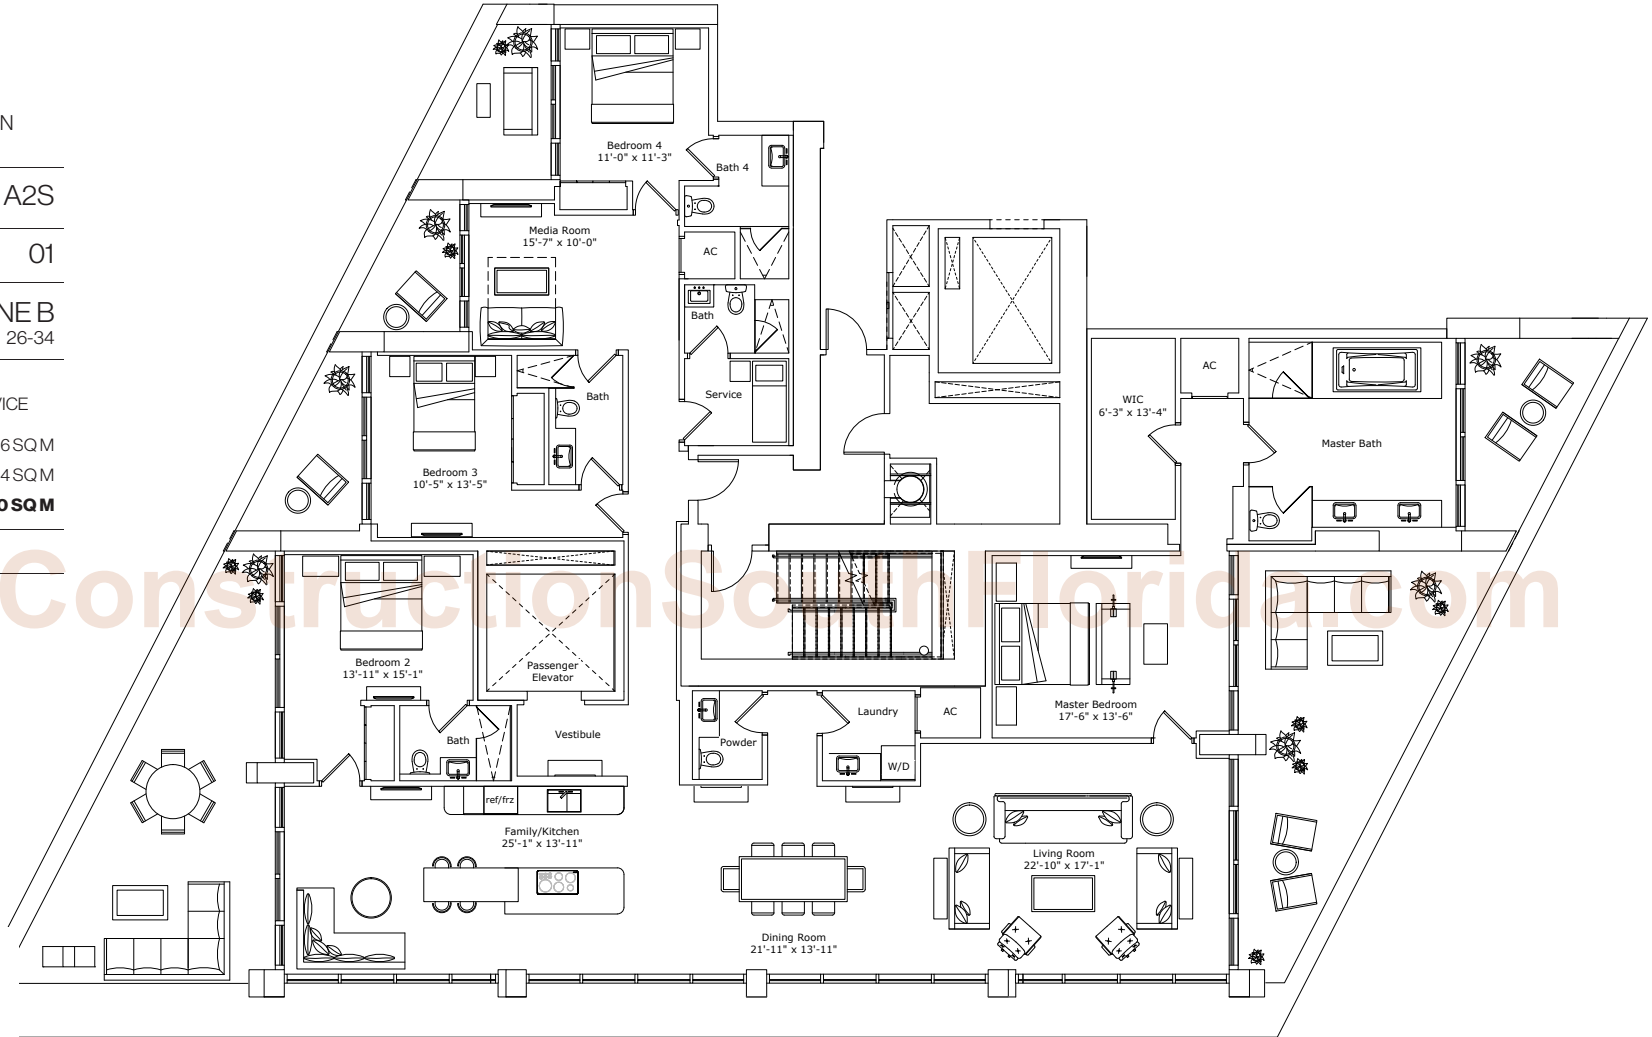 N
A2S
01
NE B
26-34
VICE
6 SQ M
4 SQ M
0 SQ M
Bedroom 4
11'-0" x 11'-3"
Bath 4
Media Room
15'-7" x 10'-0"
AC
Bath
Service
Bath
Bedroom 3
10'-5" x 13'-5"
WIC
6'-3" x 13'-4"
AC
Master Bath
ConstructionSouthFlorida.com
Bedroom 2
13'-11" x 15'-1"
Passenger
Elevator
Vestibule
Bath
Powder
Laundry
AC
W/D
Master Bedroom
17'-6" x 13'-6"
ref/frz
Family/Kitchen
25'-1" x 13'-11"
Living Room
22'-10" x 17'-1"
Dining Room
21'-11" x 13'-11"